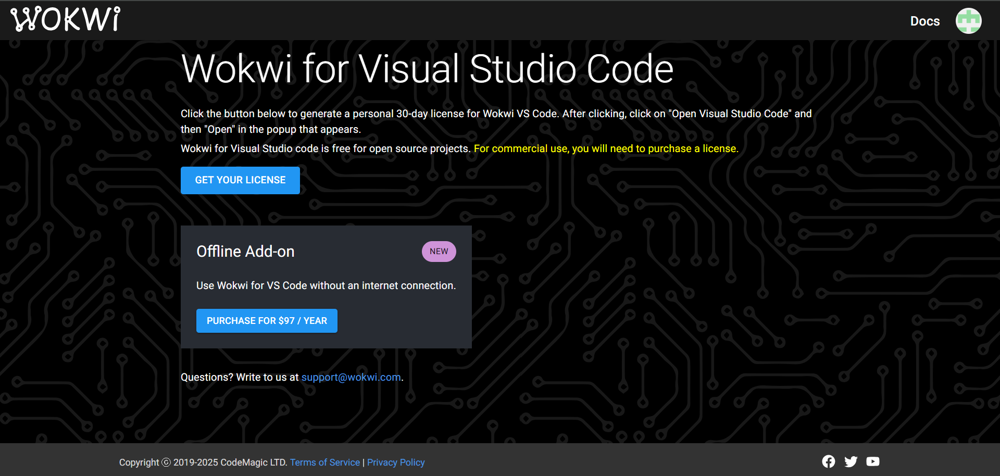 WOKWi
Docs
Wokwi for Visual Studio Code
Click the button below to generate a personal 30-day license for Wokwi VS Code. After clicking, click on "Open Visual Studio Code" and
then "Open" in the popup that appears.
Wokwi for Visual Studio code is free for open source projects. For commercial use, you will need to purchase a license.
GET YOUR LICENSE
Offline Add-on
NEW
Use Wokwi for VS Code without an internet connection.
PURCHASE FOR $97 / YEAR
Questions? Write to us at support@wokwi.com.
Copyright © 2019-2025 CodeMagic LTD. Terms of Service | Privacy Policy